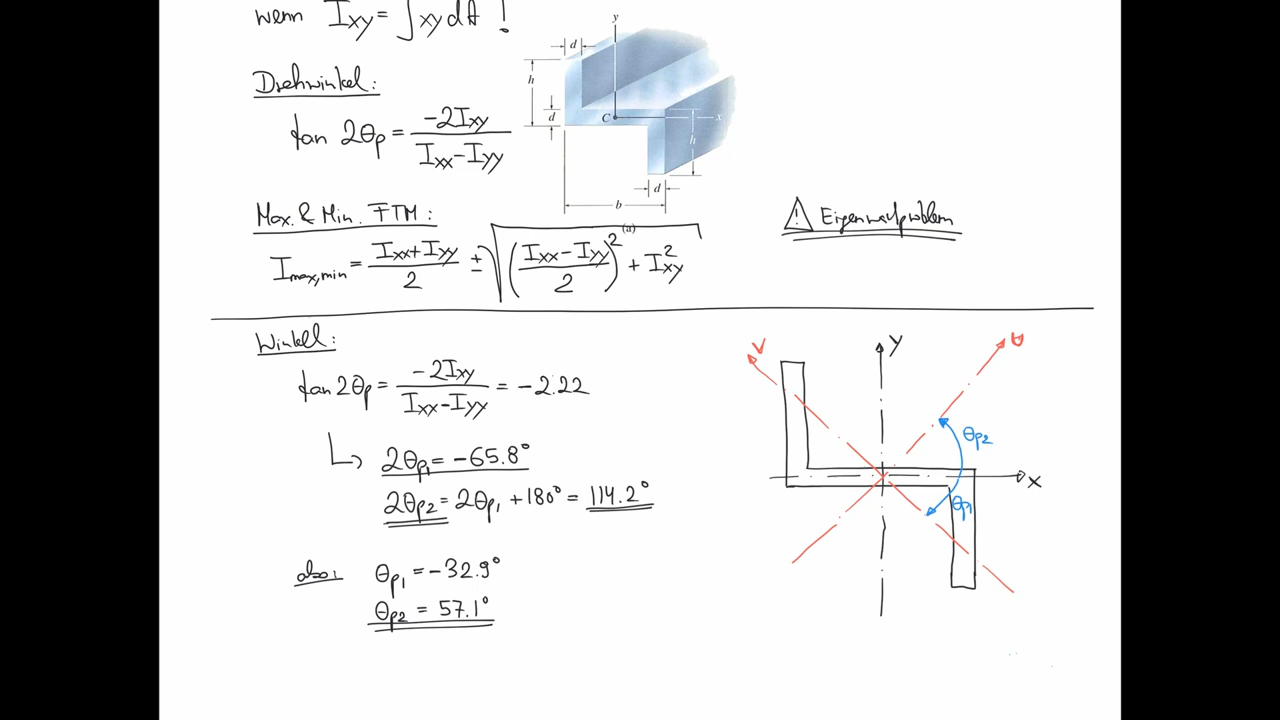 wenn Ixy = ∫xy dA !
y
d
h
d
C
x
h
d
b
(a)
Drehwinkel:
tan 2θp = -2Ixy / (Ixx - Iyy)
Max. & Min. FTM:
Imax,min = (Ixx + Iyy) / 2 ± √(((Ixx - Iyy) / 2)² + Ixy²)
⚠ Eigenwertproblem
Winkel:
tan 2θp = -2Ixy / (Ixx - Iyy) = -2.22
↳ 2θp1 = -65.8°
2θp2 = 2θp1 + 180° = 114.2°
also: θp1 = -32.9°
θp2 = 57.1°
V
y
u
θp2
x
θp1